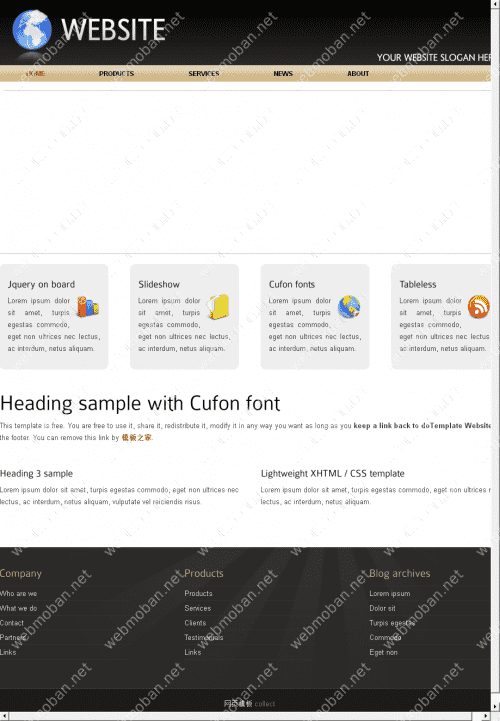 WEBSITE
YOUR WEBSITE SLOGAN HER
HOME PRODUCTS SERVICES NEWS ABOUT
Jquery on board
Lorem ipsum dolor
sit amet, turpis
egestas commodo,
eget non ultrices nec lectus,
ac interdum, netus aliquam.
Slideshow
Lorem ipsum dolor
sit amet, turpis
egestas commodo,
eget non ultrices nec lectus,
ac interdum, netus aliquam.
Cufon fonts
Lorem ipsum dolor
sit amet, turpis
egestas commodo,
eget non ultrices nec lectus,
ac interdum, netus aliquam.
Tableless
Lorem ipsum dolor
sit amet, turpis
egestas commodo,
eget non ultrices nec lectus,
ac interdum, netus aliquam.
Heading sample with Cufon font
This template is free. You are free to use it, share it, redistribute it, modify it in any way you want as long as you keep a link back to doTemplate Website
the footer. You can remove this link by 模板之家.
Heading 3 sample
Lorem ipsum dolor sit amet, turpis egestas commodo, eget non ultrices nec
lectus, ac interdum, netus aliquam, vulputate vel reiciendis risus.
Lightweight XHTML / CSS template
Lorem ipsum dolor sit amet, turpis egestas commodo, eget non ultrices n
lectus, ac interdum, netus aliquam.
Company
Who are we
What we do
Contact
Partners
Links
Products
Products
Services
Clients
Testimonials
Links
Blog archives
Lorem ipsum
Dolor sit
Turpis egestas
Commodo
Eget non
网页模板 collect
webmoban.net